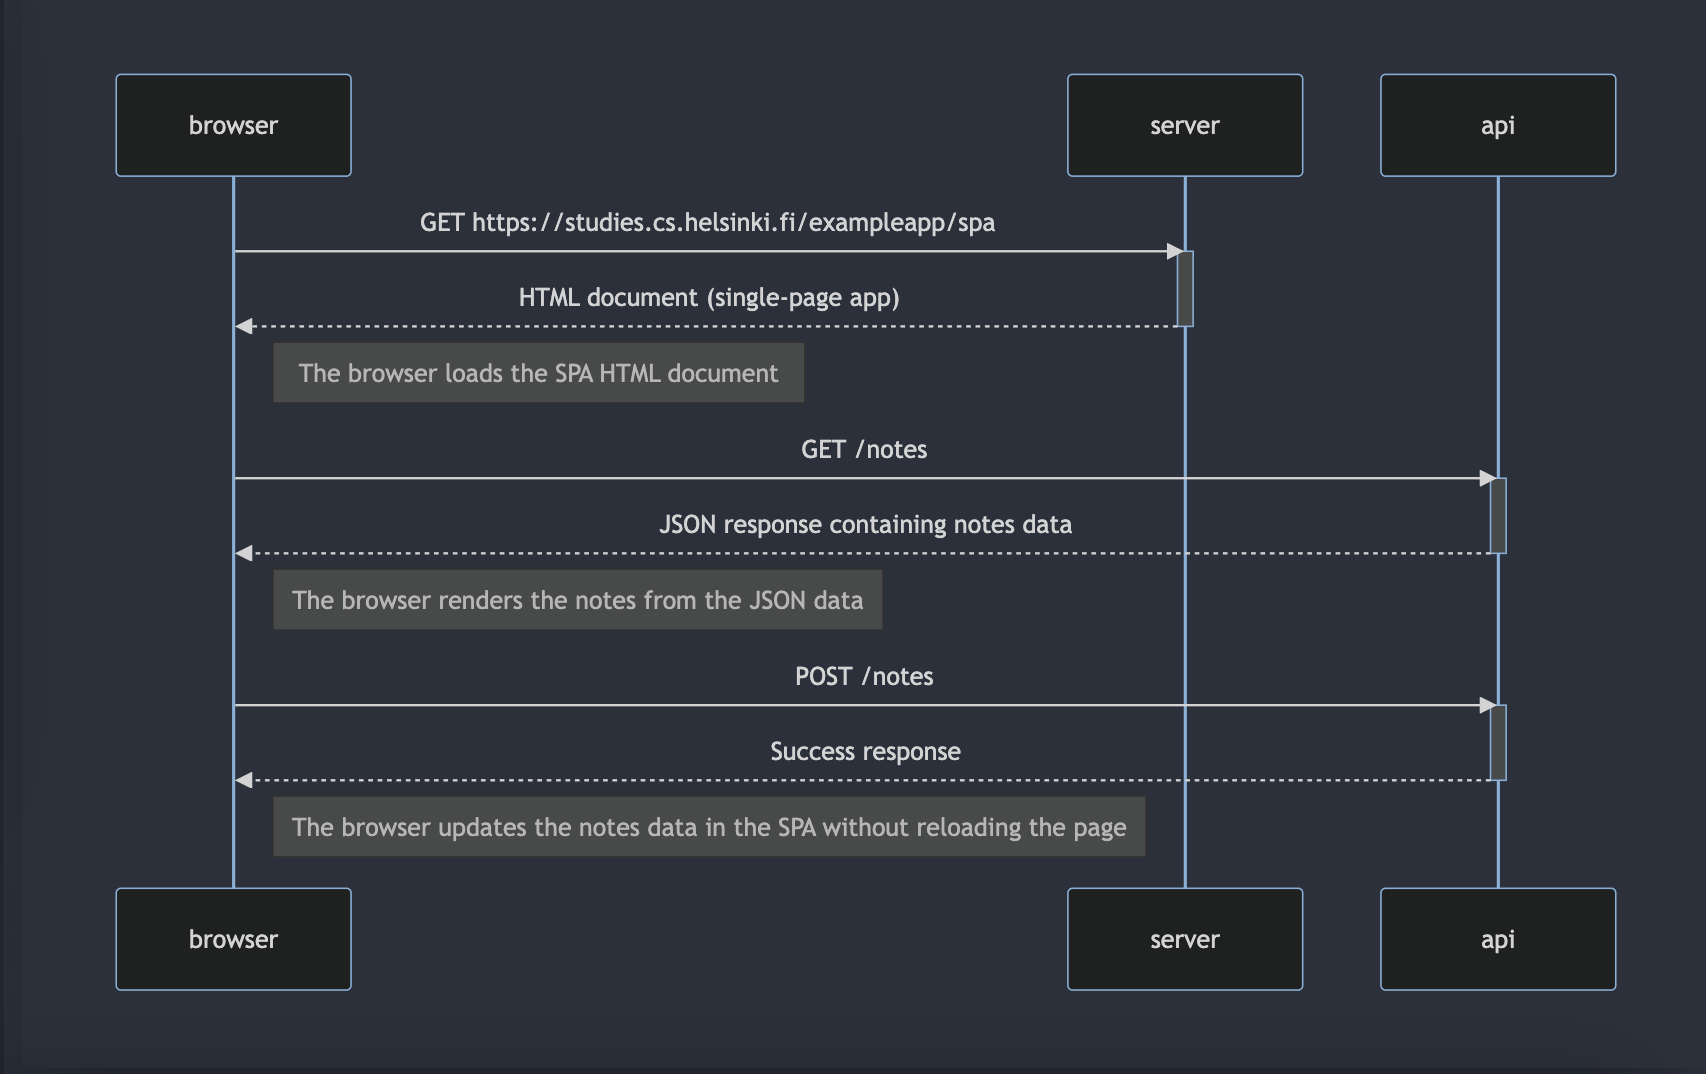 browser
server
api
GET https://studies.cs.helsinki.fi/exampleapp/spa
HTML document (single-page app)
The browser loads the SPA HTML document
GET /notes
JSON response containing notes data
The browser renders the notes from the JSON data
POST /notes
Success response
The browser updates the notes data in the SPA without reloading the page
browser
server
api